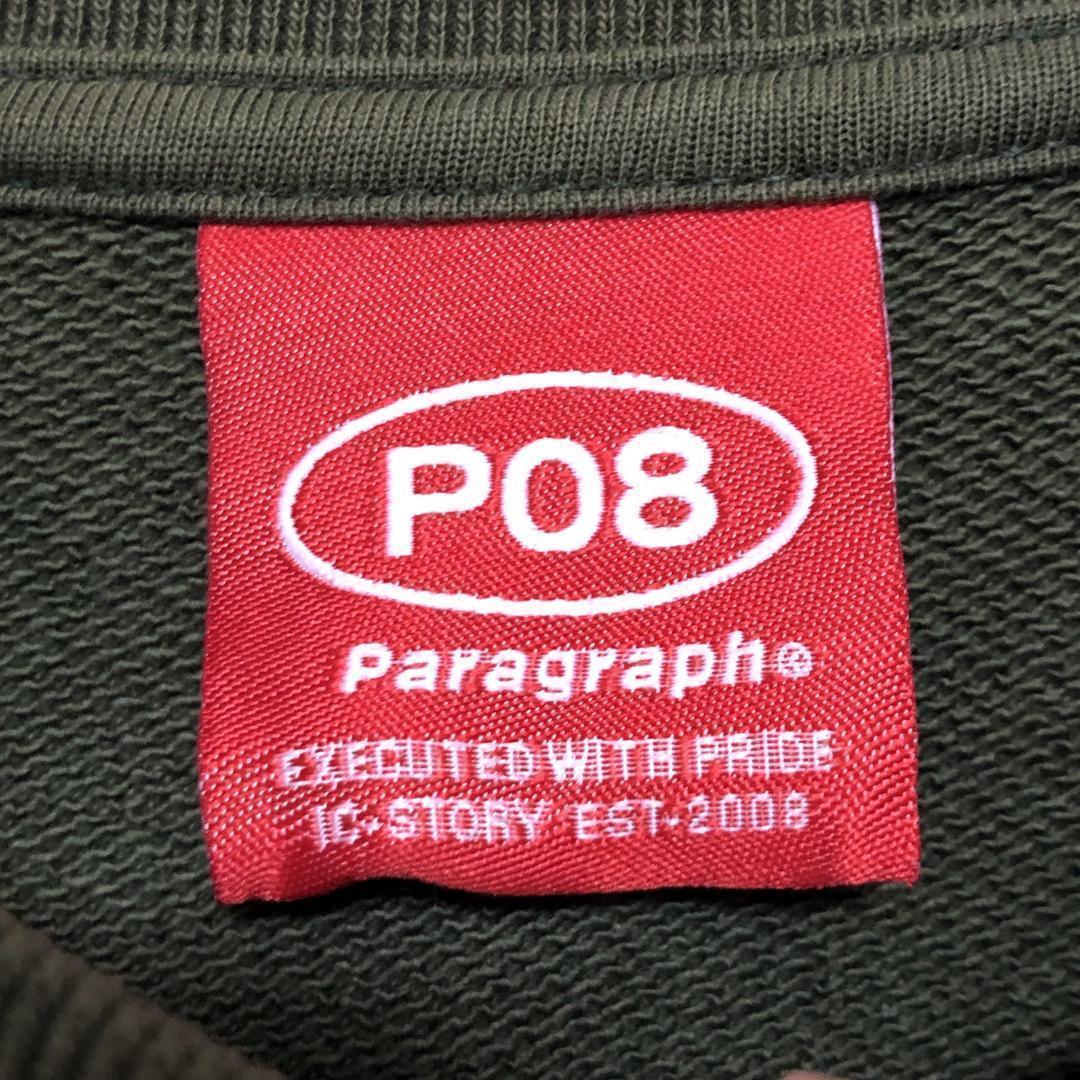 P08
Paragraph®
EXECUTED WITH PRIDE
IC•STORY EST•2008